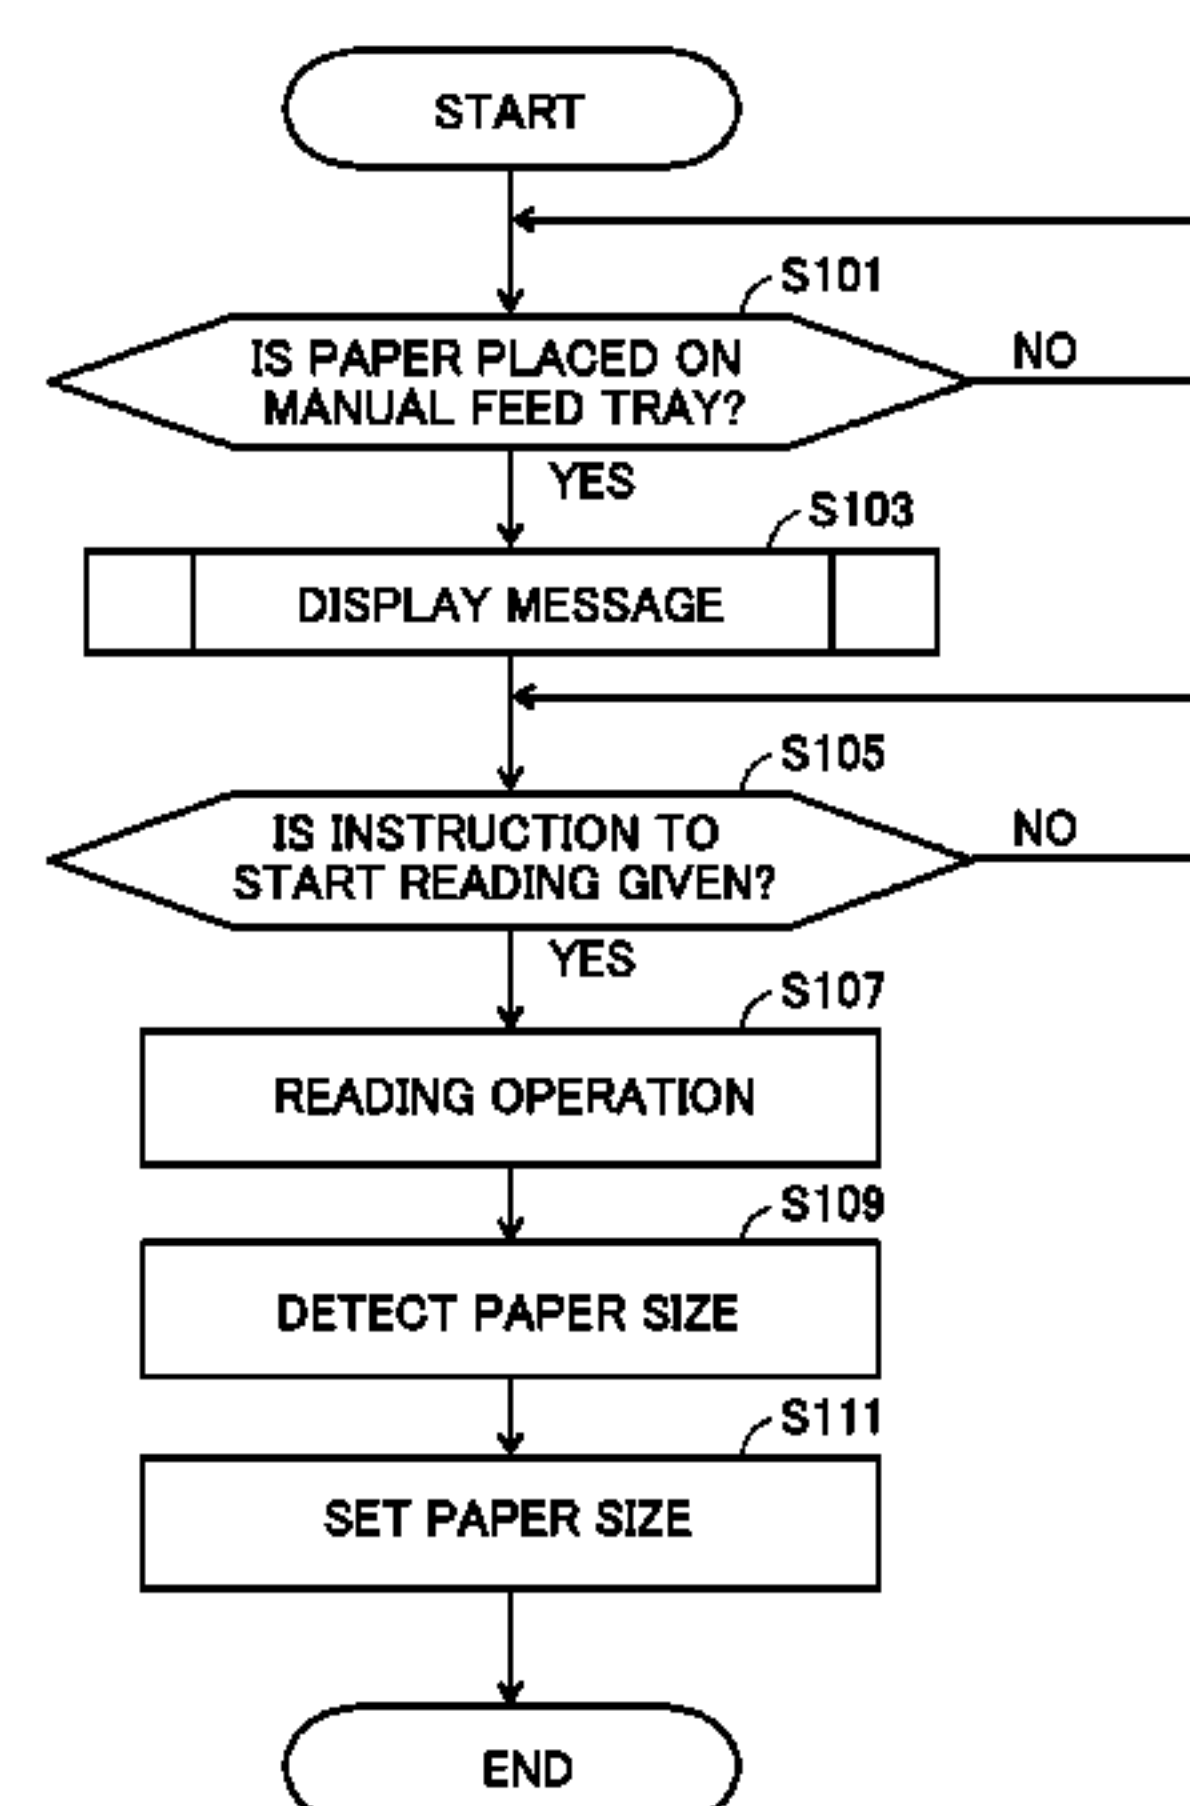 START
S101
IS PAPER PLACED ON
MANUAL FEED TRAY?
NO
YES
S103
DISPLAY MESSAGE
S105
IS INSTRUCTION TO
START READING GIVEN?
NO
YES
S107
READING OPERATION
S109
DETECT PAPER SIZE
S111
SET PAPER SIZE
END